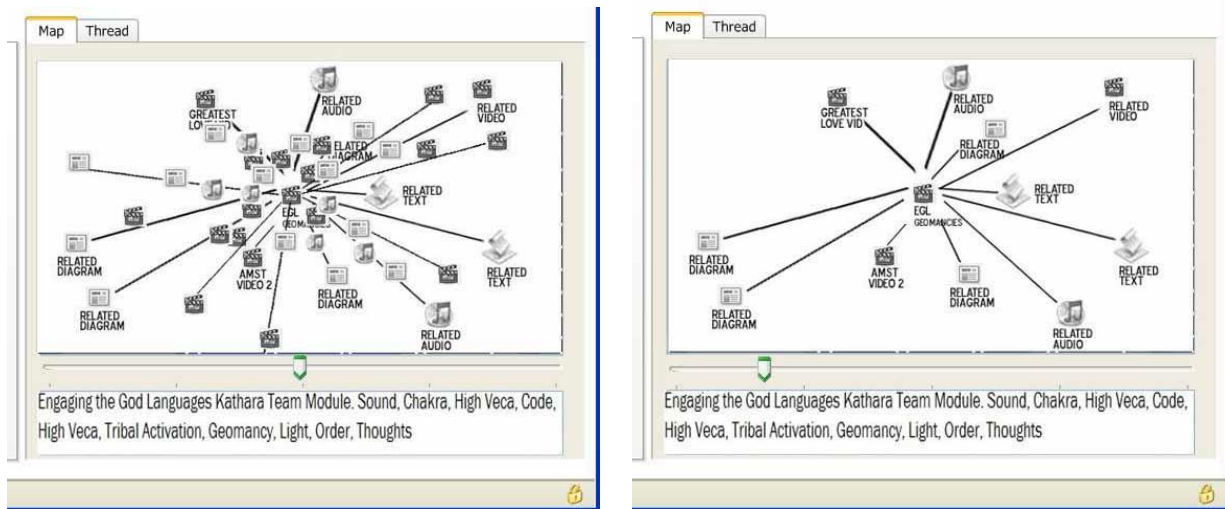 Map Thread
GREATEST
LOVE VID
RELATED
AUDIO
RELATED
VIDEO
RELATED
DIAGRAM
RELATED
TEXT
EGL
GEOMANCIES
RELATED
DIAGRAM
AMST
VIDEO 2
RELATED
DIAGRAM
RELATED
TEXT
RELATED
DIAGRAM
RELATED
AUDIO
Engaging the God Languages Kathara Team Module. Sound, Chakra, High Veca, Code,
High Veca, Tribal Activation, Geomancy, Light, Order, Thoughts
Map Thread
GREATEST
LOVE VID
RELATED
AUDIO
RELATED
VIDEO
RELATED
DIAGRAM
RELATED
TEXT
EGL
GEOMANCIES
RELATED
DIAGRAM
AMST
VIDEO 2
RELATED
DIAGRAM
RELATED
TEXT
RELATED
DIAGRAM
RELATED
AUDIO
Engaging the God Languages Kathara Team Module. Sound, Chakra, High Veca, Code,
High Veca, Tribal Activation, Geomancy, Light, Order, Thoughts